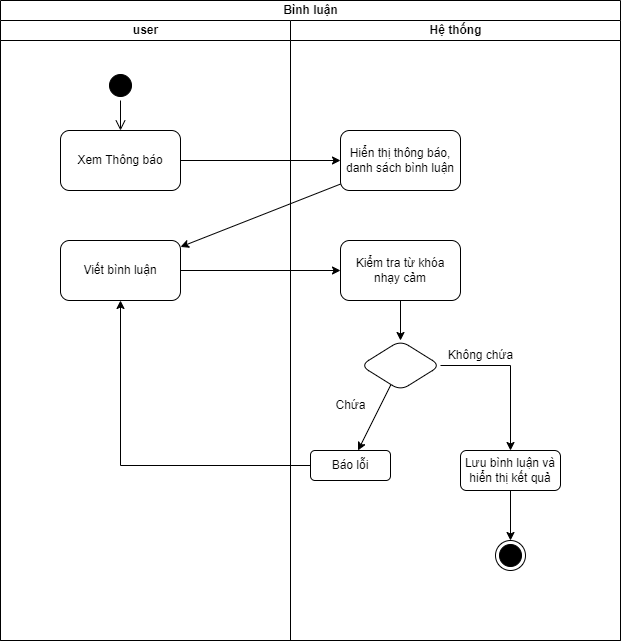 Bình luận
user
Hệ thống
Xem Thông báo
Hiển thị thông báo,
danh sách bình luận
Viết bình luận
Kiểm tra từ khóa
nhạy cảm
Không chứa
Chứa
Báo lỗi
Lưu bình luận và
hiển thị kết quả